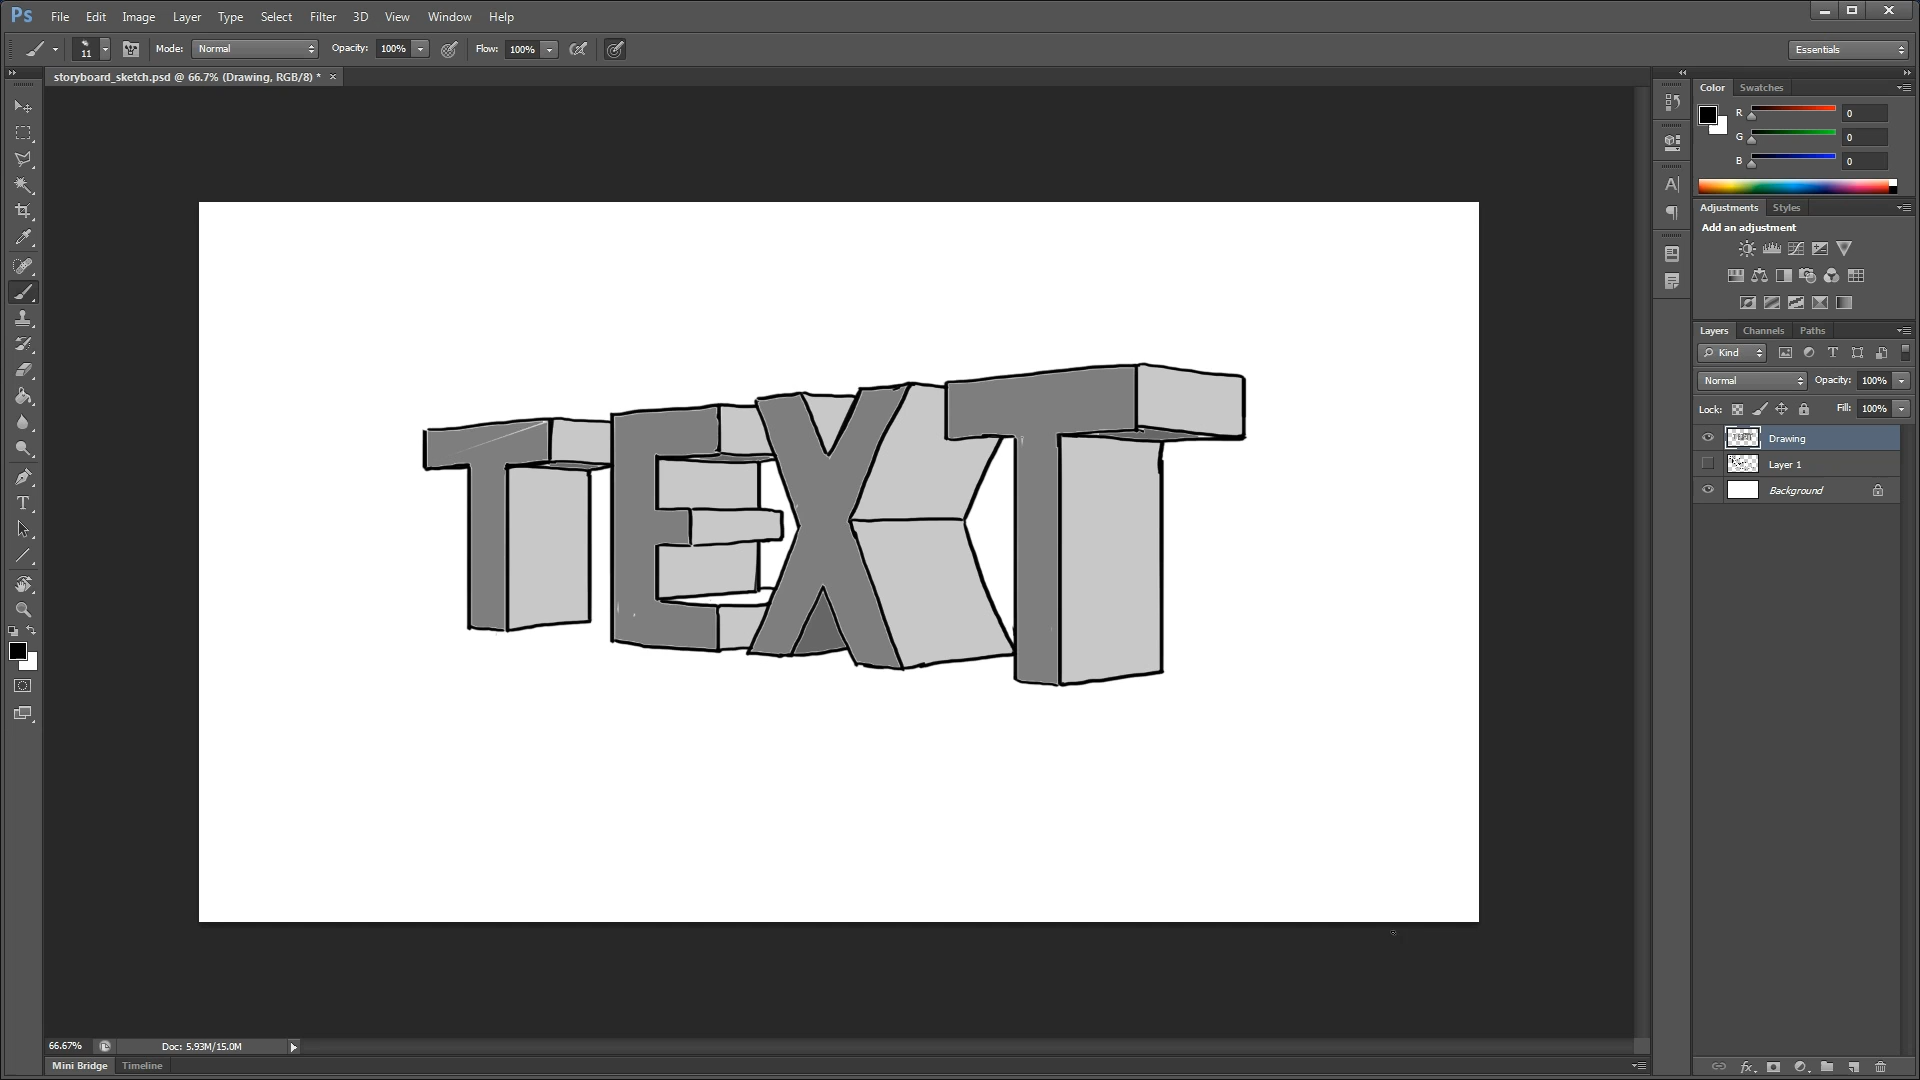 Ps File Edit Image Layer Type Select Filter 3D View Window Help
11 Mode: Normal Opacity: 100% Flow: 100% Essentials
storyboard_sketch.psd @ 66.7% (Drawing, RGB/8) * ×
Color Swatches
R 0
G 0
B 0
Adjustments Styles
Add an adjustment
Layers Channels Paths
Kind
Normal Opacity: 100%
Lock: Fill: 100%
Drawing
Layer 1
Background
TEXT
66.67% Doc: 5.93M/15.0M
Mini Bridge Timeline